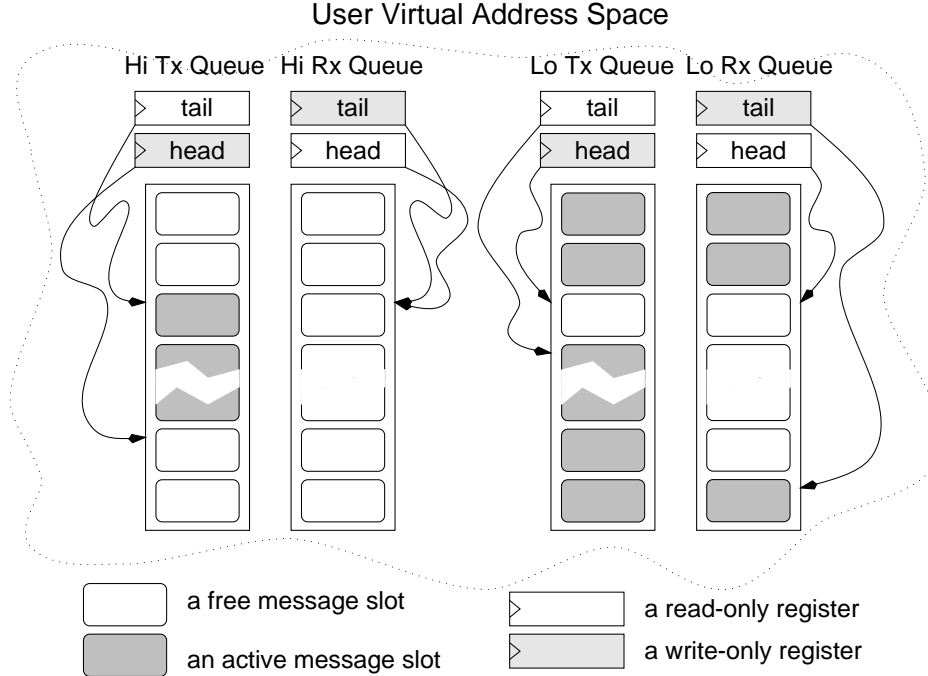 User Virtual Address Space
Hi Tx Queue Hi Rx Queue Lo Tx Queue Lo Rx Queue
tail tail tail tail
head head head head
a free message slot a read-only register
an active message slot a write-only register